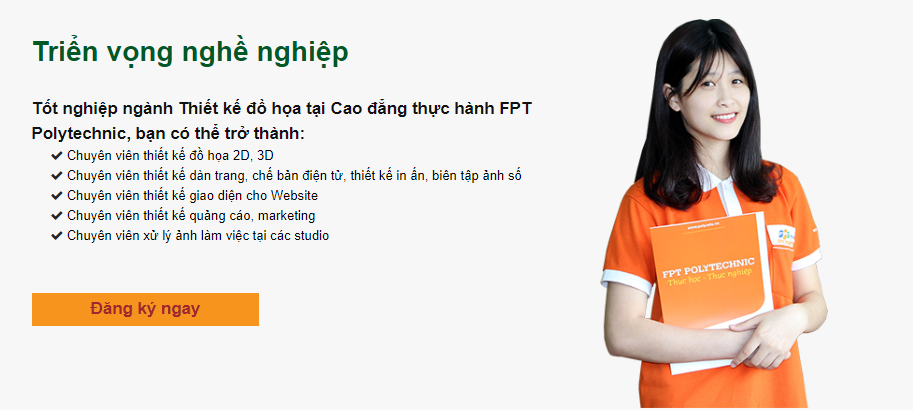 Triển vọng nghề nghiệp
Tốt nghiệp ngành Thiết kế đồ họa tại Cao đẳng thực hành FPT
Polytechnic, bạn có thể trở thành:
Chuyên viên thiết kế đồ họa 2D, 3D
Chuyên viên thiết kế dàn trang, chế bản điện tử, thiết kế in ấn, biên tập ảnh số
Chuyên viên thiết kế giao diện cho Website
Chuyên viên thiết kế quảng cáo, marketing
Chuyên viên xử lý ảnh làm việc tại các studio
Đăng ký ngay
FPT POLYTECHNIC
Thực học - Thực nghiệp